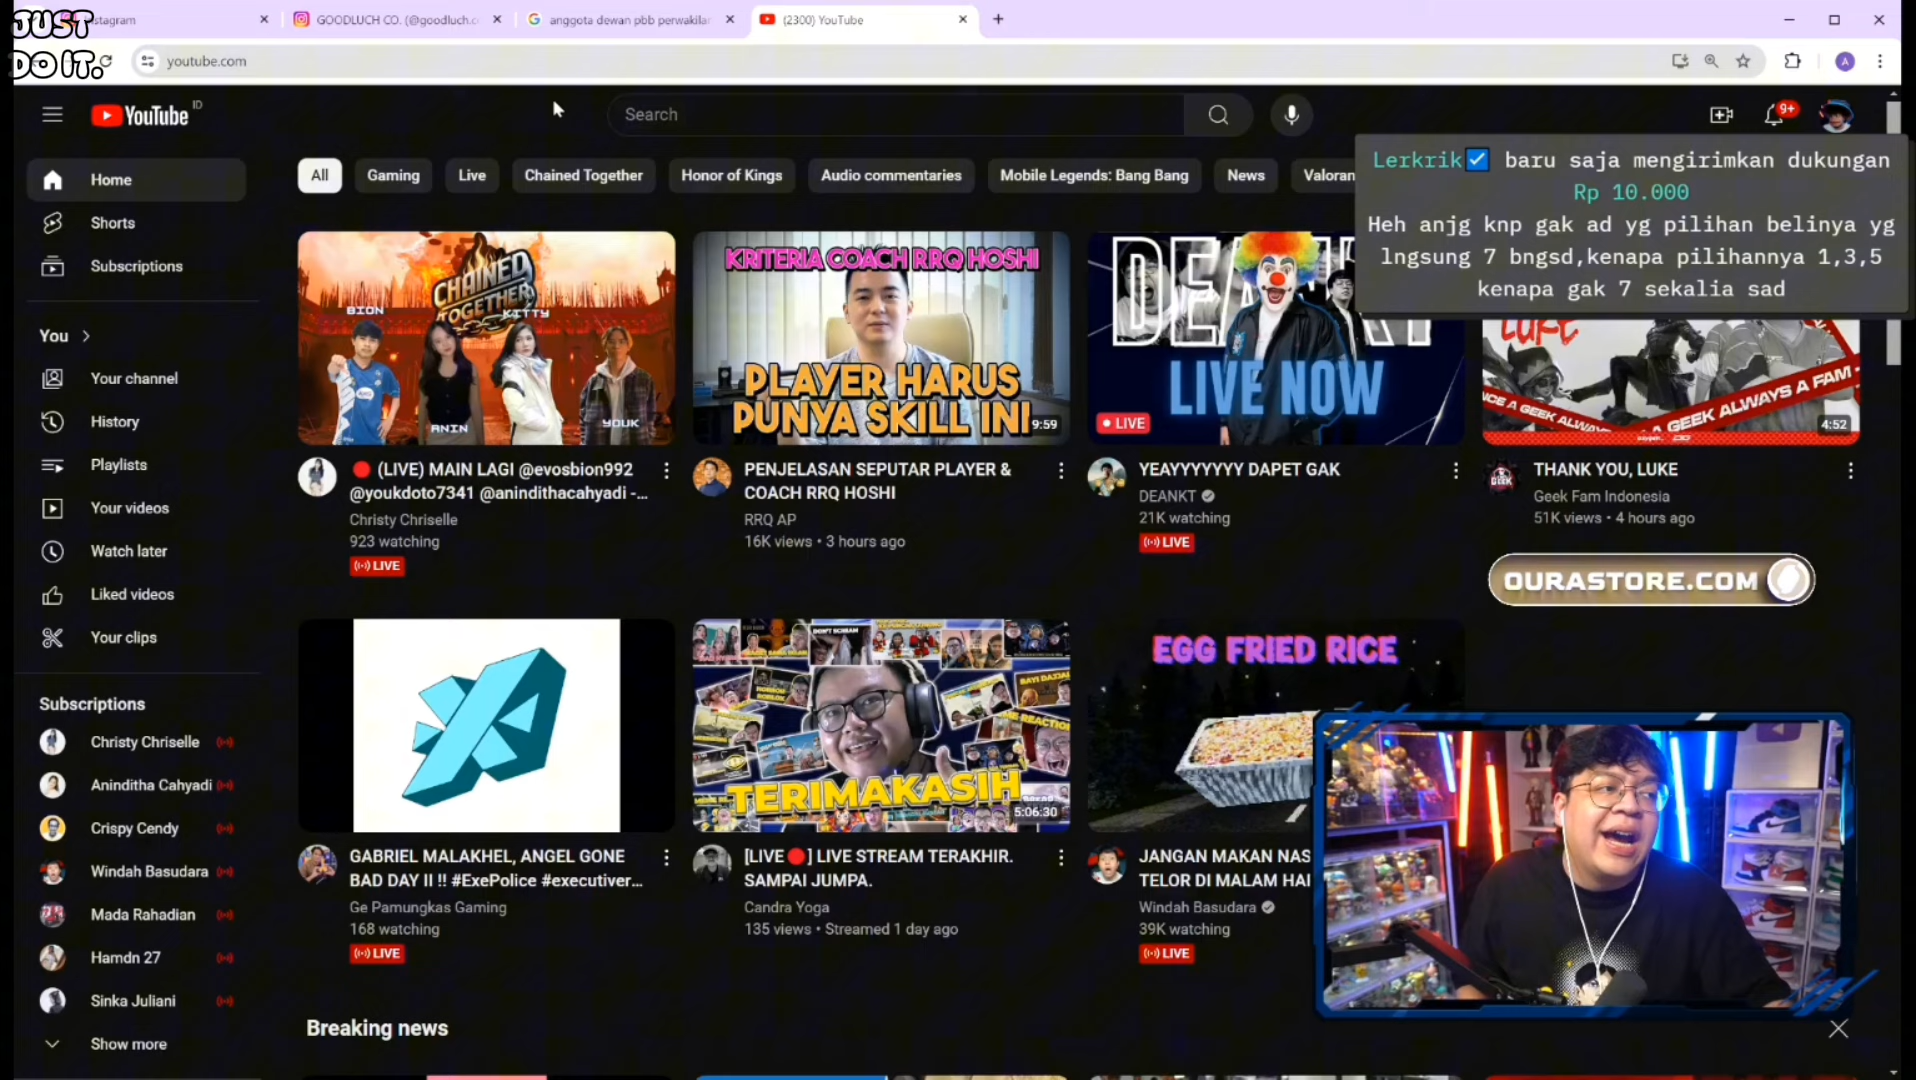 JUST
DO IT.
Instagram
GOODLUCH CO. (@goodluch.c
anggota dewan pbb perwakilan
(2300) YouTube
youtube.com
A
YouTube ID
Search
9+
Lerkrik baru saja mengirimkan dukungan
Rp 10.000
Heh anjg knp gak ad yg pilihan belinya yg
lngsung 7 bngsd,kenapa pilihannya 1,3,5
kenapa gak 7 sekalia sad
All
Gaming
Live
Chained Together
Honor of Kings
Audio commentaries
Mobile Legends: Bang Bang
News
Valoran
Home
Shorts
Subscriptions
You
Your channel
History
Playlists
Your videos
Watch later
Liked videos
Your clips
Subscriptions
Christy Chriselle
Aninditha Cahyadi
Crispy Cendy
Windah Basudara
Mada Rahadian
Hamdn 27
Sinka Juliani
Show more
CHAINED
TOGETHER
BION
KITTY
ANIN
YOUK
(LIVE) MAIN LAGI @evosbion992
@youkdoto7341 @anindithacahyadi -...
Christy Chriselle
923 watching
LIVE
KRITERIA COACH RRQ HOSHI
PLAYER HARUS
PUNYA SKILL INI
9:59
PENJELASAN SEPUTAR PLAYER &
COACH RRQ HOSHI
RRQ AP
16K views • 3 hours ago
LIVE NOW
LIVE
YEAYYYYYYY DAPET GAK
DEANKT
21K watching
LIVE
LUKE
A GEEK ALWAYS A FAM
4:52
THANK YOU, LUKE
Geek Fam Indonesia
51K views • 4 hours ago
OURASTORE.COM
GABRIEL MALAKHEL, ANGEL GONE
BAD DAY II !! #ExePolice #executiver...
Ge Pamungkas Gaming
168 watching
LIVE
TERIMAKASIH
5:06:30
[LIVE] LIVE STREAM TERAKHIR.
SAMPAI JUMPA.
Candra Yoga
135 views • Streamed 1 day ago
EGG FRIED RICE
JANGAN MAKAN NAS
TELOR DI MALAM HAI
Windah Basudara
39K watching
LIVE
Breaking news